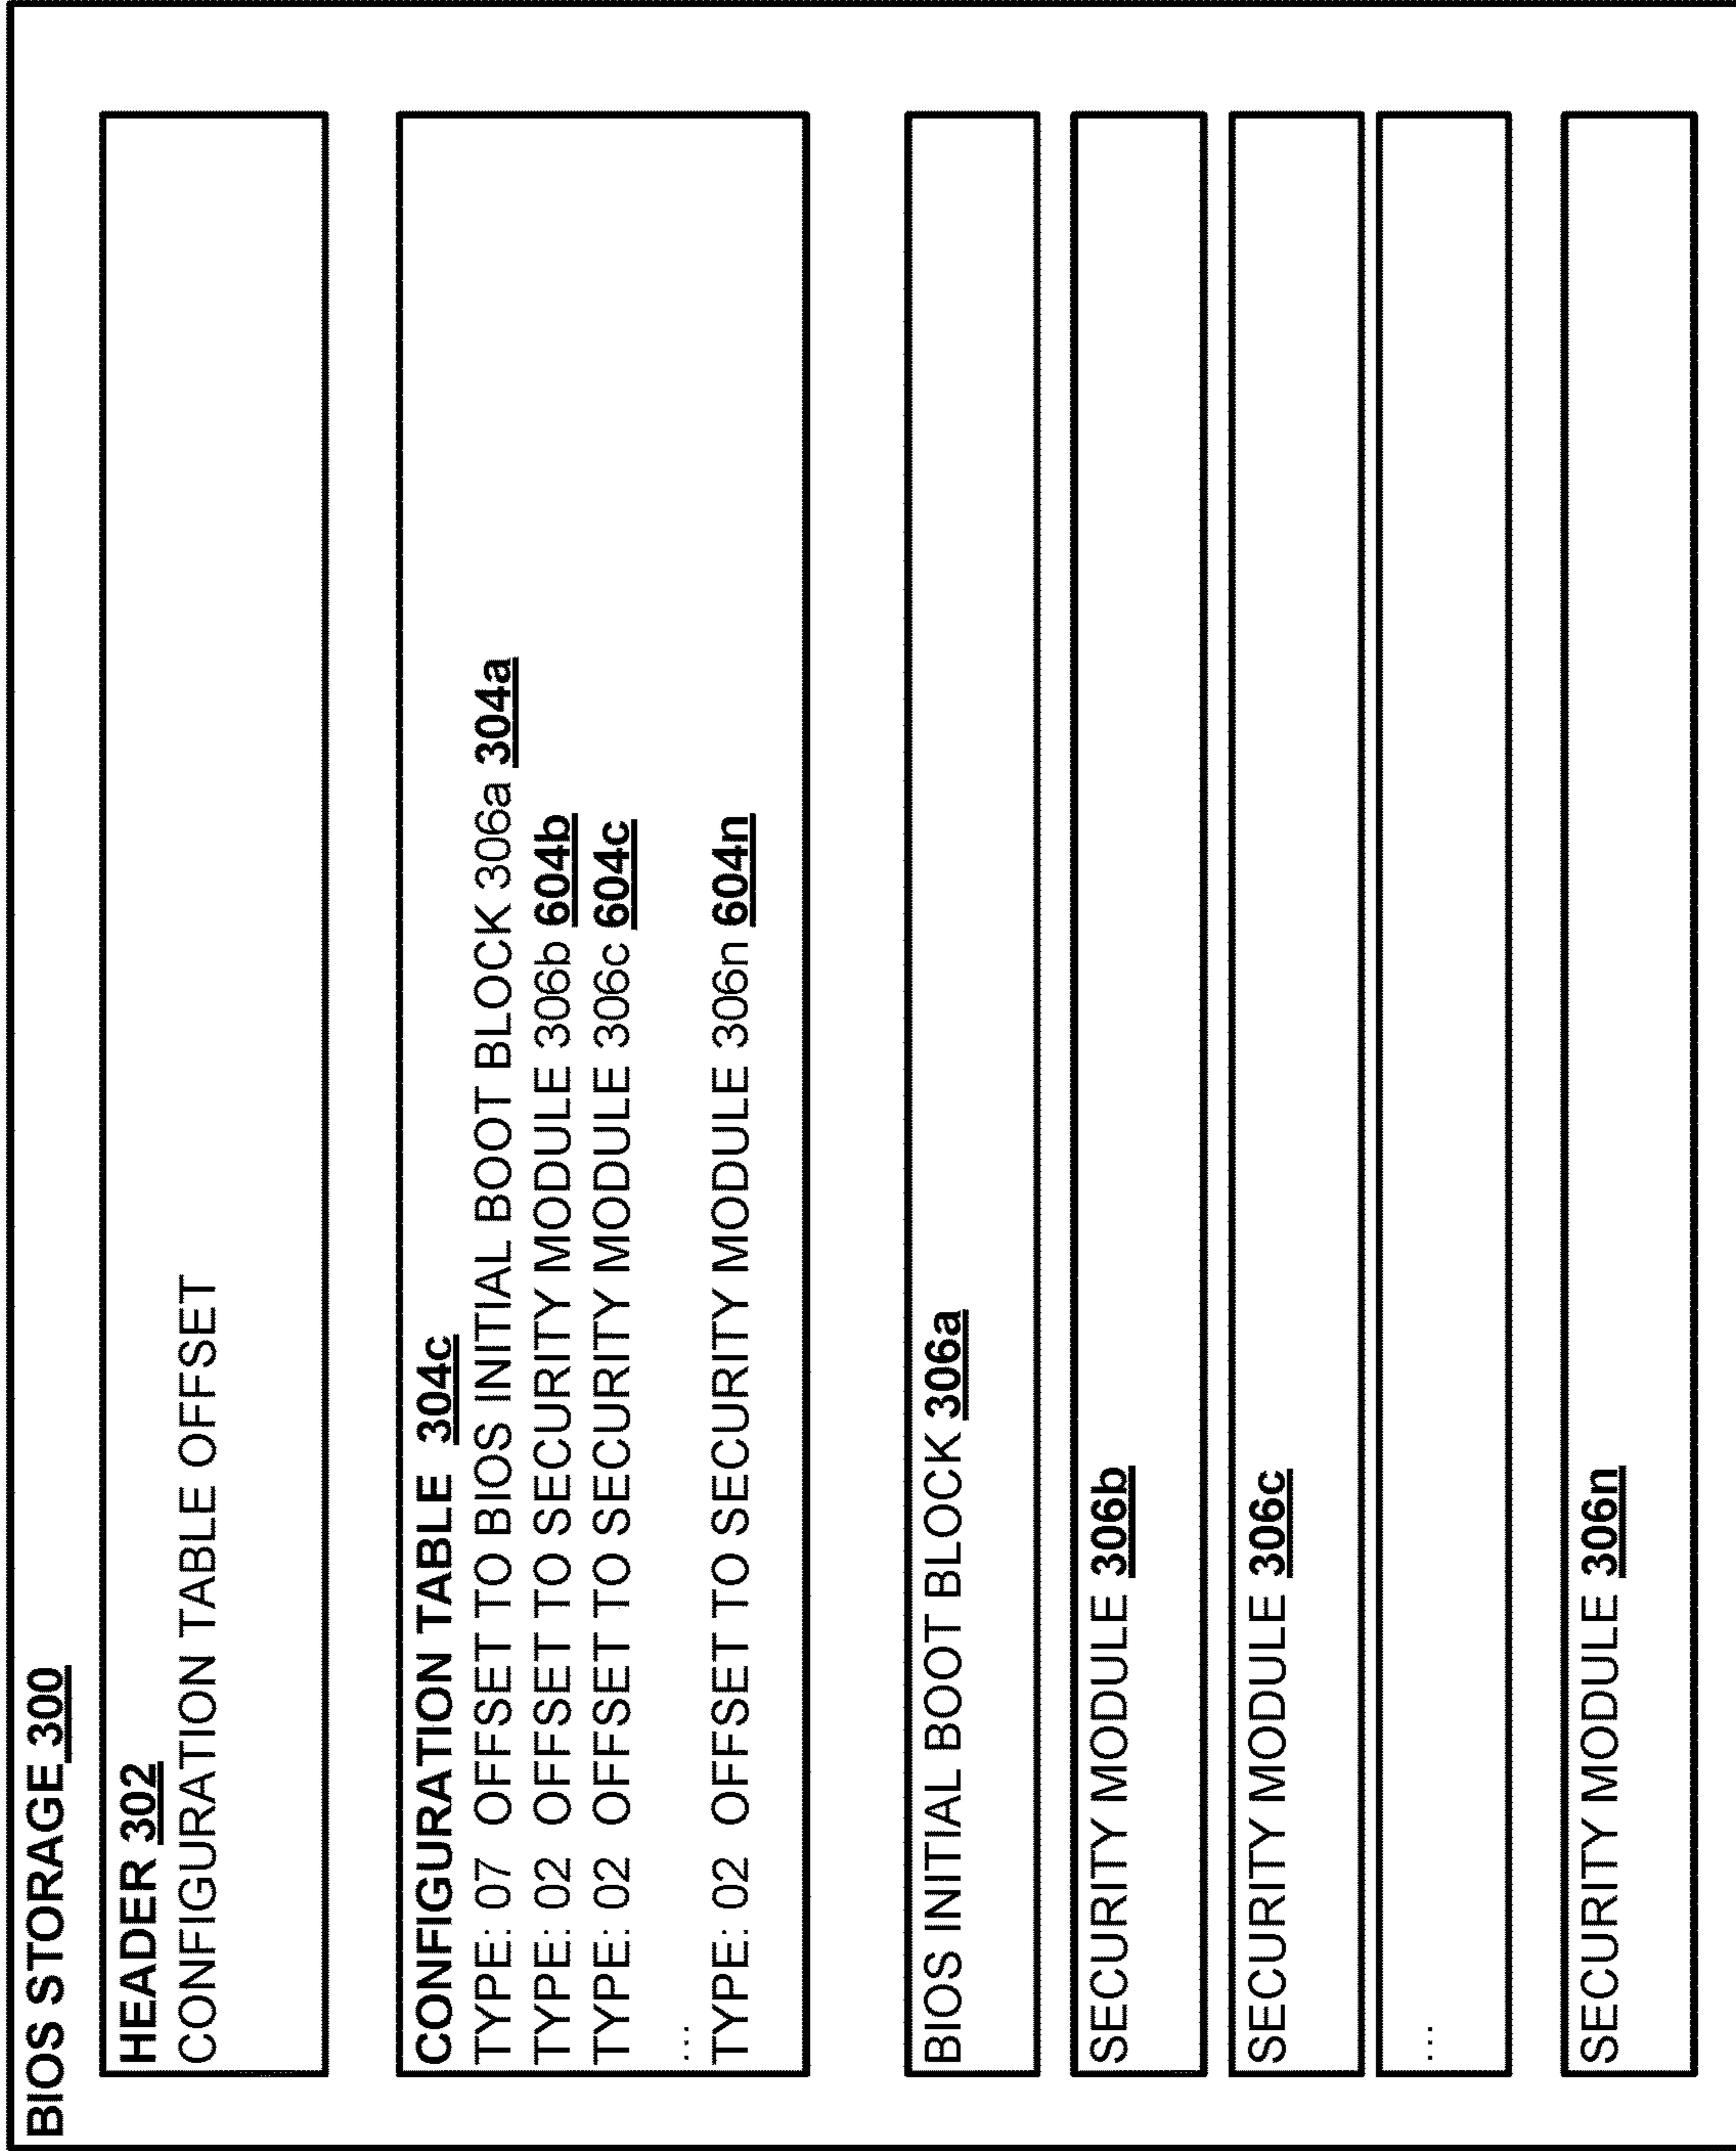 BIOS STORAGE 300
HEADER 302
CONFIGURATION TABLE OFFSET
CONFIGURATION TABLE 304c
TYPE: 07 OFFSET TO BIOS INITIAL BOOT BLOCK 306a 304a
TYPE: 02 OFFSET TO SECURITY MODULE 306b 604b
TYPE: 02 OFFSET TO SECURITY MODULE 306c 604c
...
TYPE: 02 OFFSET TO SECURITY MODULE 306n 604n
BIOS INITIAL BOOT BLOCK 306a
SECURITY MODULE 306b
SECURITY MODULE 306c
...
SECURITY MODULE 306n